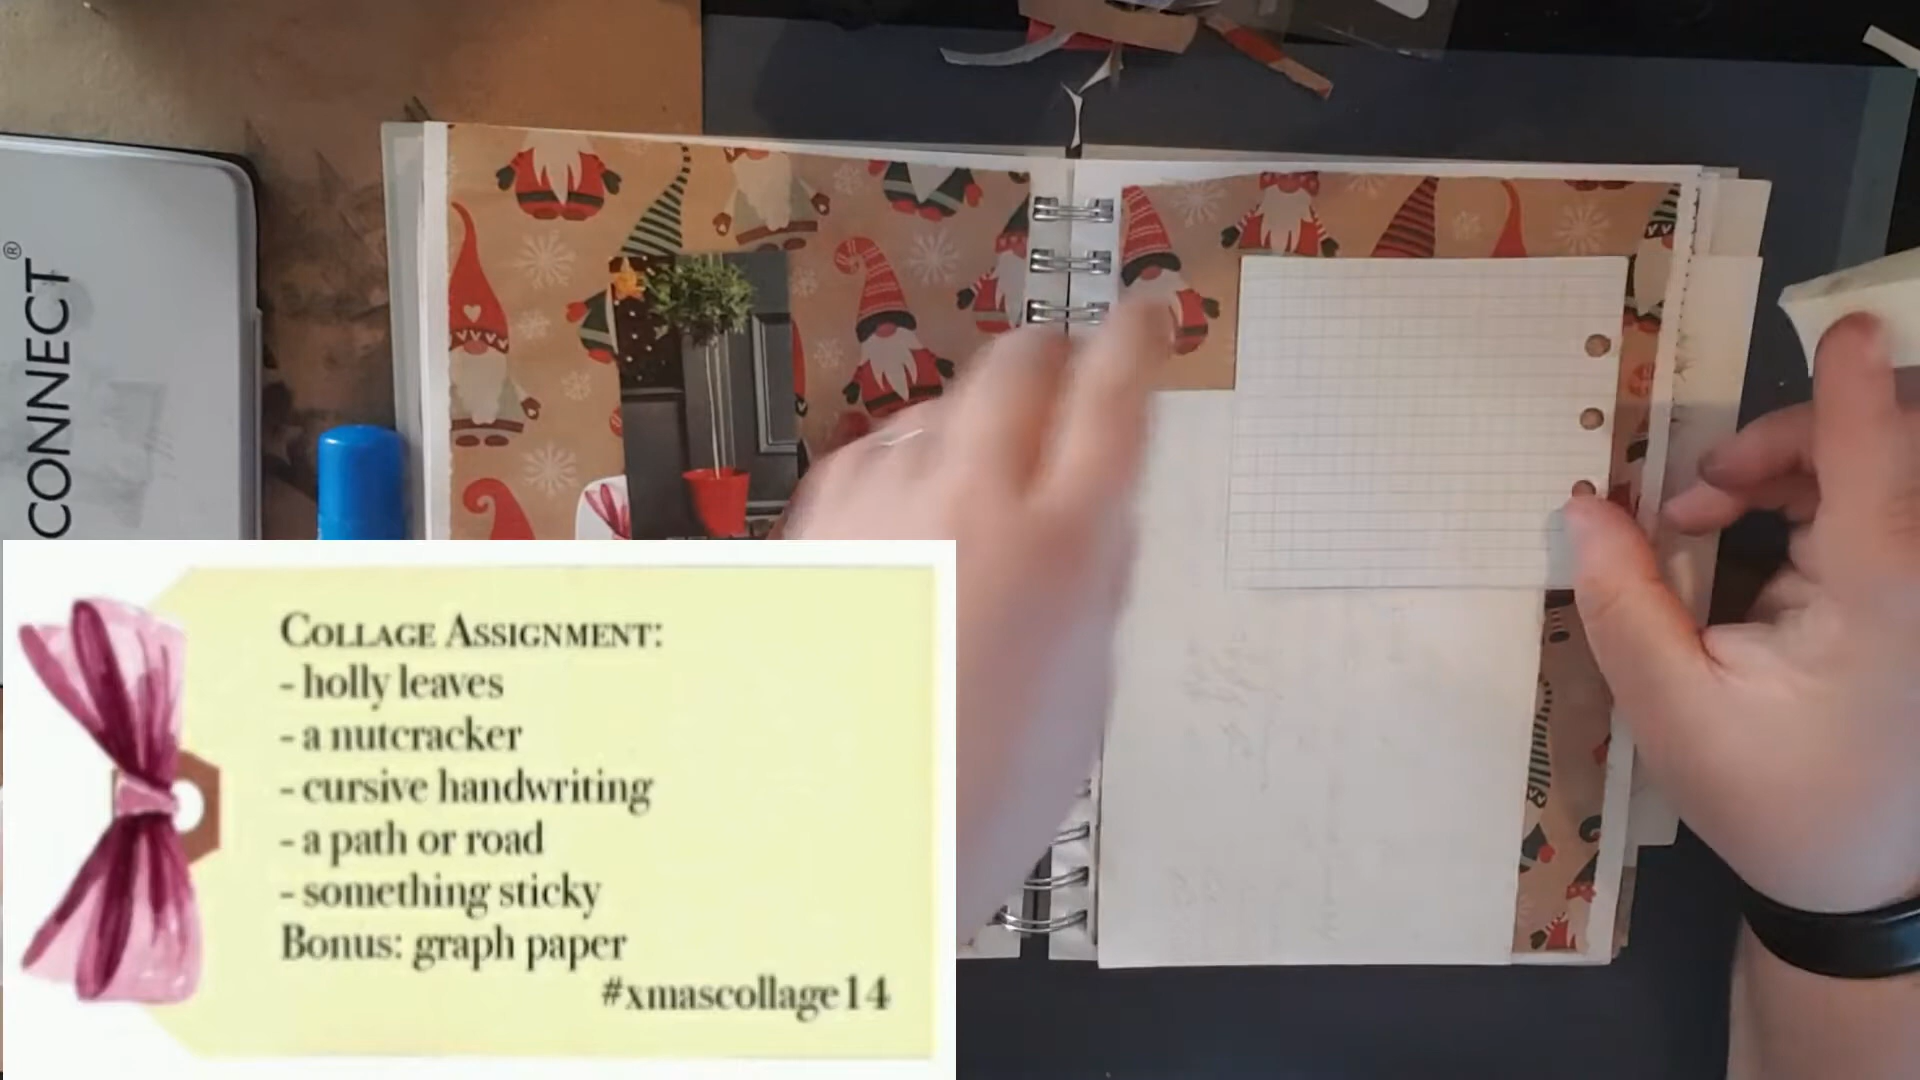 CONNECT®
COLLAGE ASSIGNMENT:
- holly leaves
- a nutcracker
- cursive handwriting
- a path or road
- something sticky
Bonus: graph paper
#xmascollage14